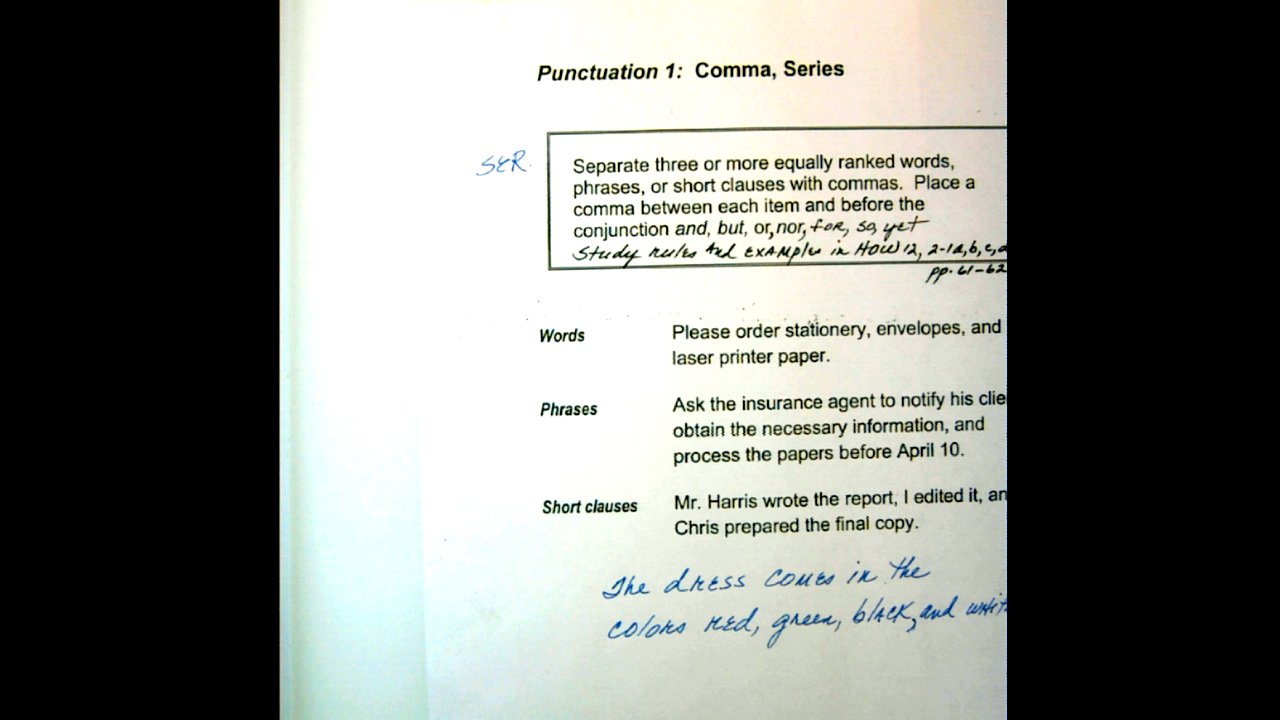 Punctuation 1: Comma, Series
SER.
Separate three or more equally ranked words,
phrases, or short clauses with commas. Place a
comma between each item and before the
conjunction and, but, or, nor, for, so, yet
Study rules and examples in HOW 12, 2-1a,b,c,d
pp. 61-62
Words
Please order stationery, envelopes, and
laser printer paper.
Phrases
Ask the insurance agent to notify his
obtain the necessary information, and
process the papers before April 10.
Short clauses
Mr. Harris wrote the report, I edited it,
Chris prepared the final copy.
The dress comes in the
colors red, green, black, and